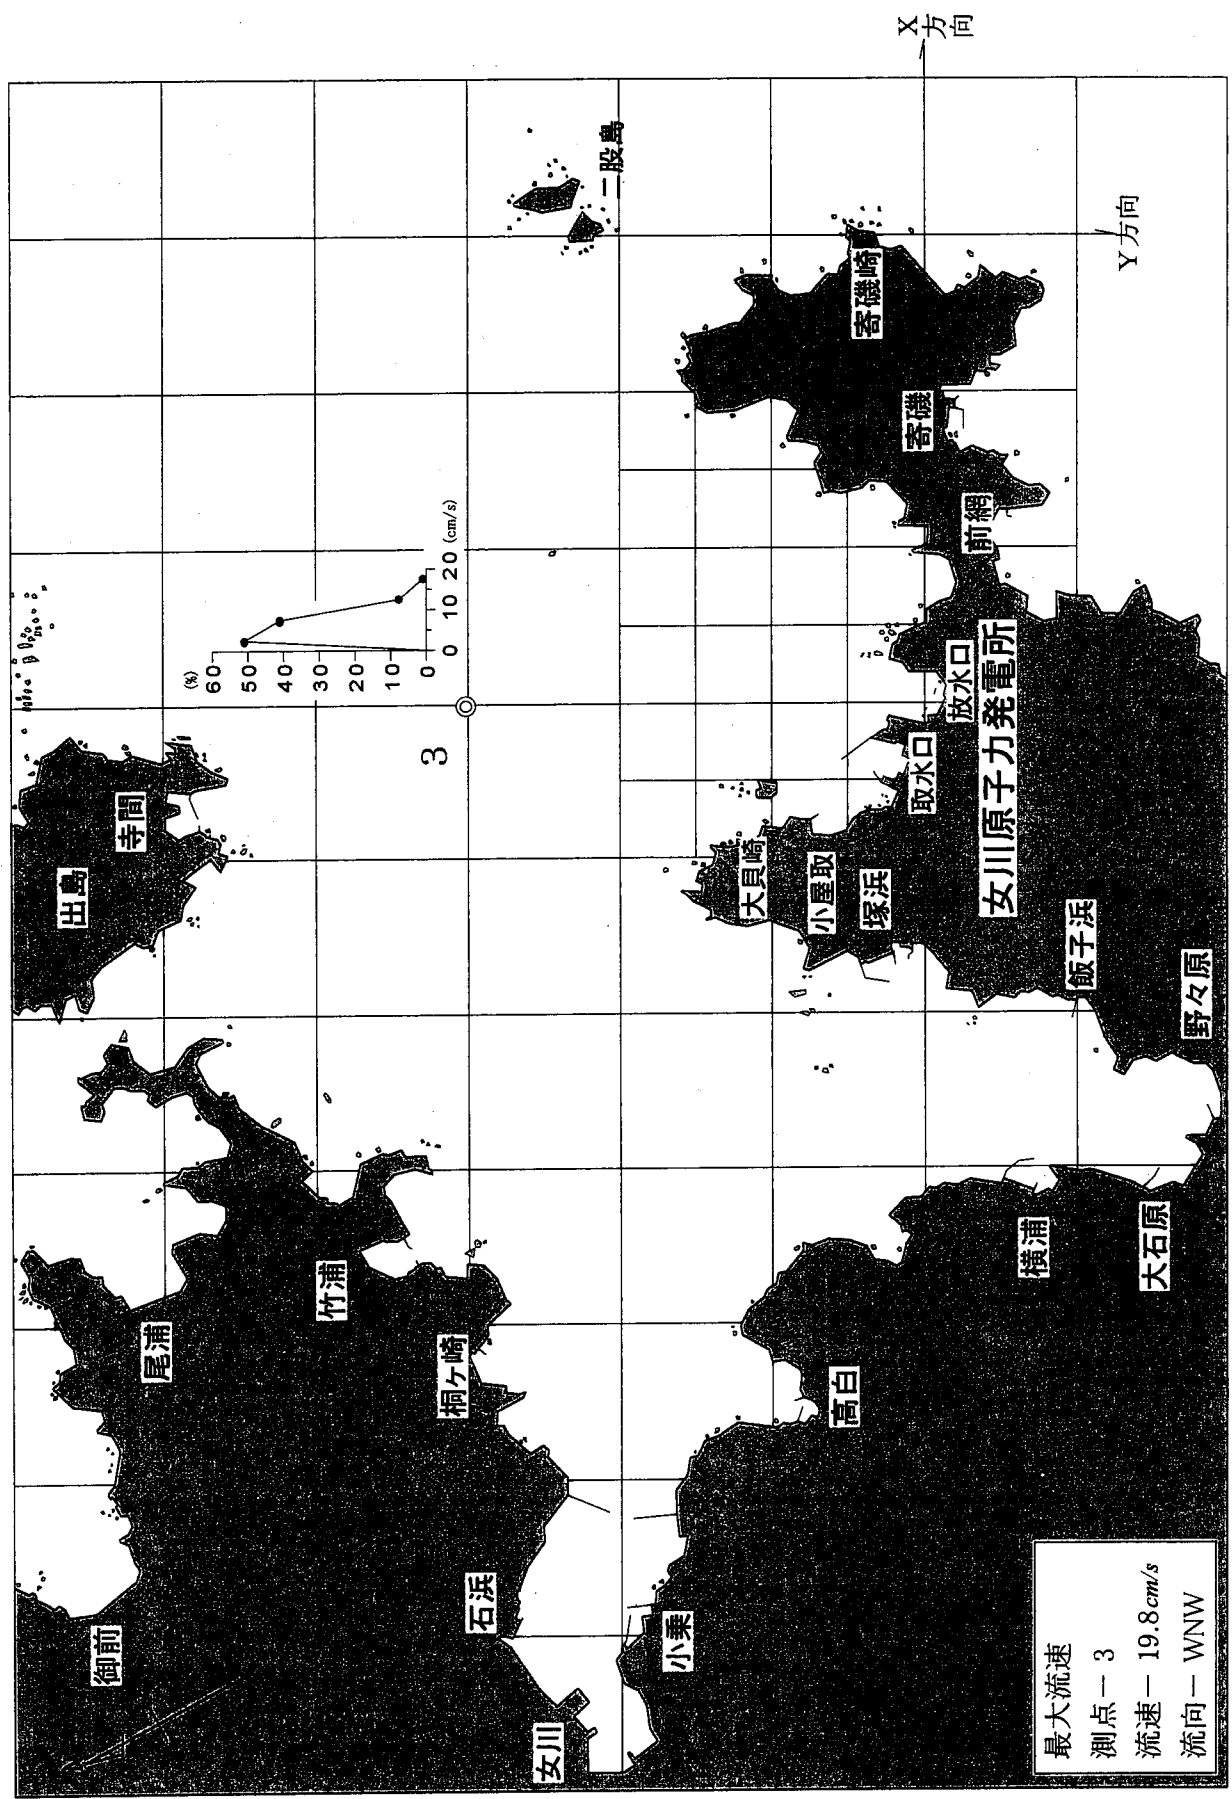 X方向
Y方向
二股島
寄磯崎
寄磯
前網
(%)
60
50
40
30
20
10
0
0 10 20 (cm/s)
3
出島
寺間
大貝崎
小屋取
塚浜
取水口
放水口
女川原子力発電所
飯子浜
野々原
尾浦
竹浦
桐ヶ崎
横浦
大石原
高白
御前
石浜
小乗
女川
最大流速
測点－3
流速－19.8cm/s
流向－WNW